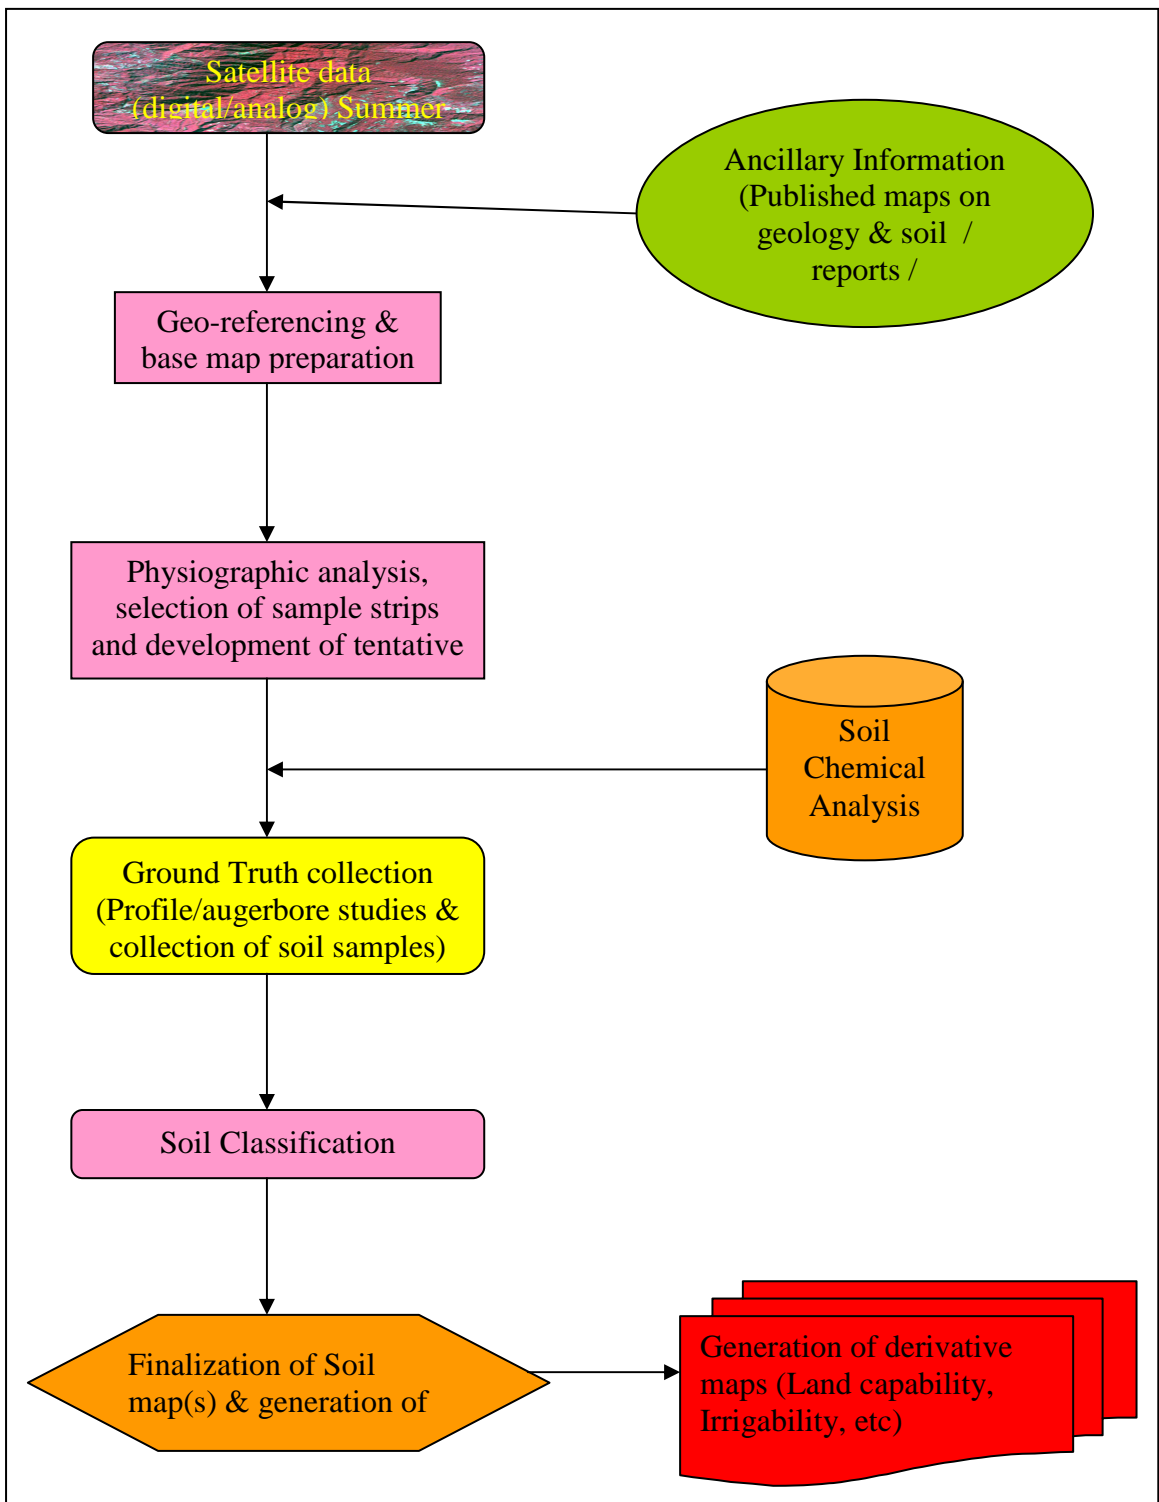 Satellite data
(digital/analog) Summer
Ancillary Information
(Published maps on
geology & soil /
reports /
Geo-referencing &
base map preparation
Physiographic analysis,
selection of sample strips
and development of tentative
Soil
Chemical
Analysis
Ground Truth collection
(Profile/augerbore studies &
collection of soil samples)
Soil Classification
Finalization of Soil
map(s) & generation of
Generation of derivative
maps (Land capability,
Irrigability, etc)